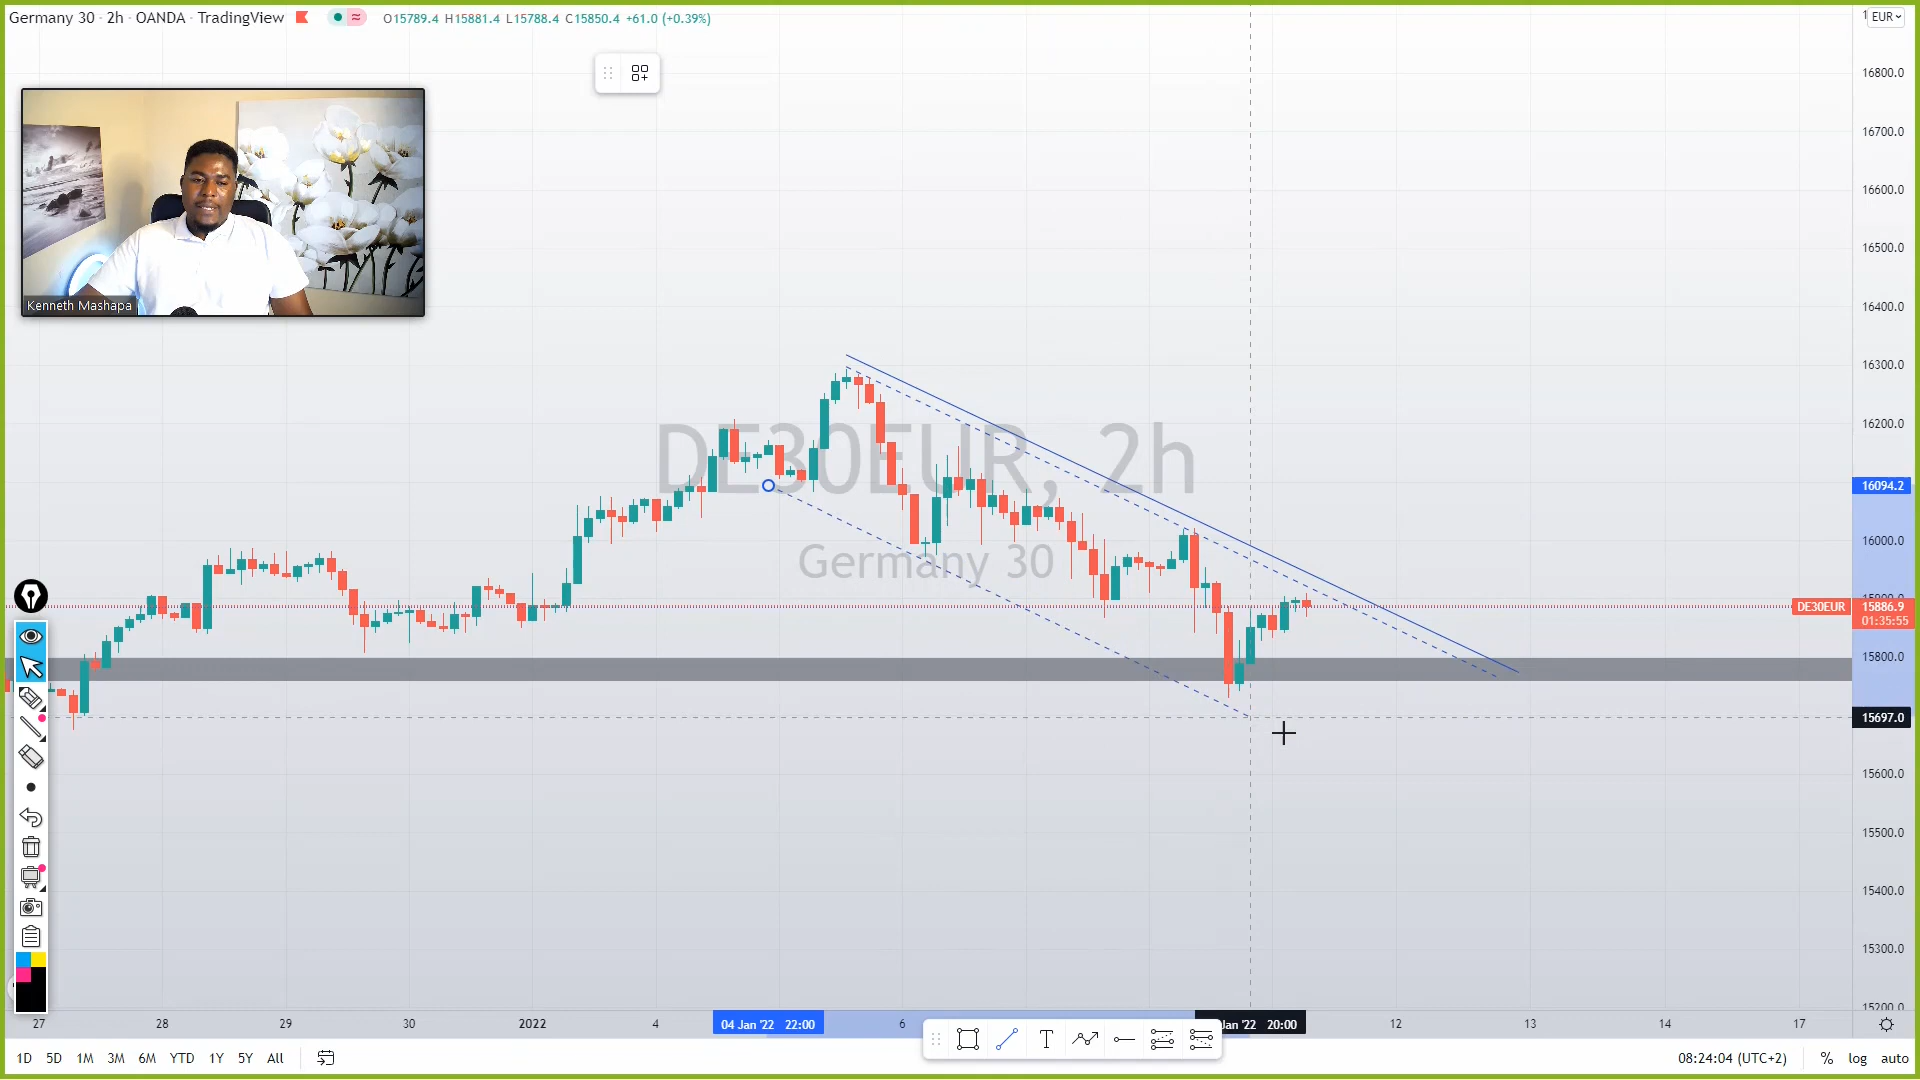 Germany 30 · 2h · OANDA · TradingView O15789.4 H15881.4 L15788.4 C15850.4 +61.0 (+0.39%)
EUR
16800.0
16700.0
16600.0
16500.0
16400.0
16300.0
16200.0
16094.2
16000.0
DE30EUR 15886.9
01:35:55
15800.0
15697.0
15600.0
15500.0
15400.0
15300.0
15200.0
Kenneth Mashapa
DE30EUR, 2h
Germany 30
27 28 29 30 2022 4 04 Jan '22 22:00 6 Jan '22 20:00 12 13 14 17
1D 5D 1M 3M 6M YTD 1Y 5Y All 08:24:04 (UTC+2) % log auto